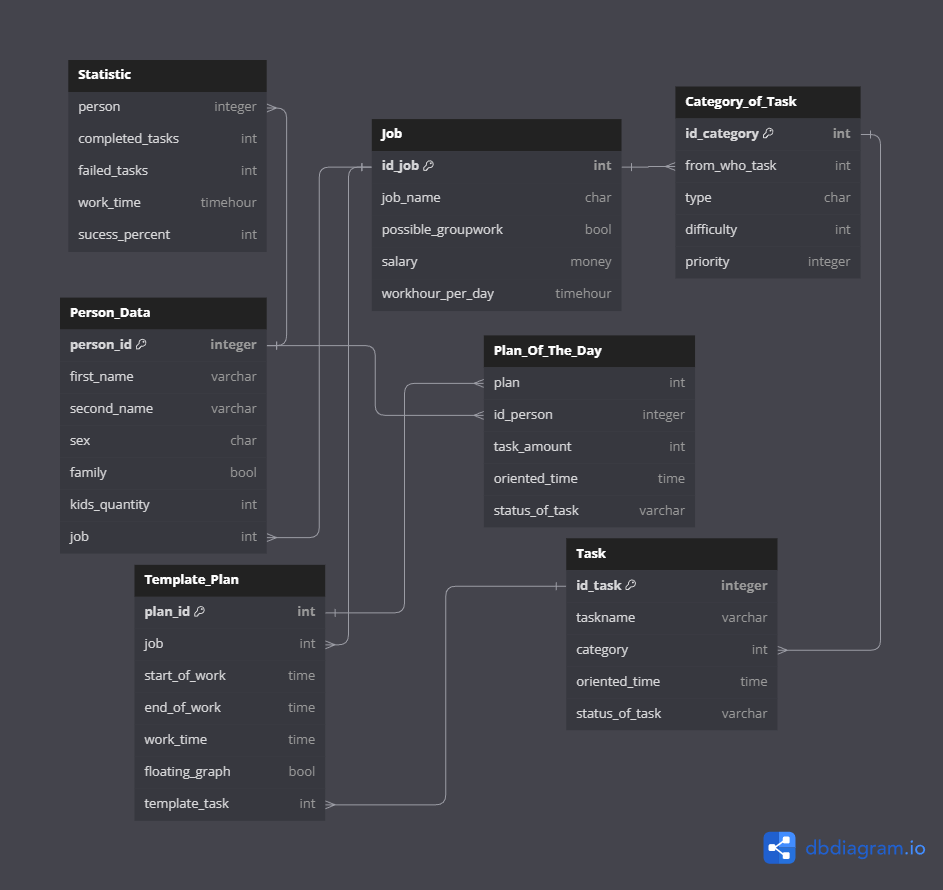 Statistic
person integer
completed_tasks int
failed_tasks int
work_time timehour
sucess_percent int
Job
id_job int
job_name char
possible_groupwork bool
salary money
workhour_per_day timehour
Category_of_Task
id_category int
from_who_task int
type char
difficulty int
priority integer
Person_Data
person_id integer
first_name varchar
second_name varchar
sex char
family bool
kids_quantity int
job int
Plan_Of_The_Day
plan int
id_person integer
task_amount int
oriented_time time
status_of_task varchar
Template_Plan
plan_id int
job int
start_of_work time
end_of_work time
work_time time
floating_graph bool
template_task int
Task
id_task integer
taskname varchar
category int
oriented_time time
status_of_task varchar
dbdiagram.io